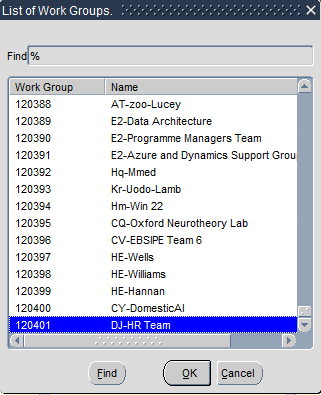 List of Work Groups.
Find %
Work Group Name
120388 AT-zoo-Lucey
120389 E2-Data Architecture
120390 E2-Programme Managers Team
120391 E2-Azure and Dynamics Support Grou
120392 Hq-Mmed
120393 Kr-Uodo-Lamb
120394 Hm-Win 22
120395 CQ-Oxford Neurotheory Lab
120396 CV-EBSIPE Team 6
120397 HE-Wells
120398 HE-Williams
120399 HE-Hannan
120400 CY-DomesticAI
120401 DJ-HR Team
Find OK Cancel